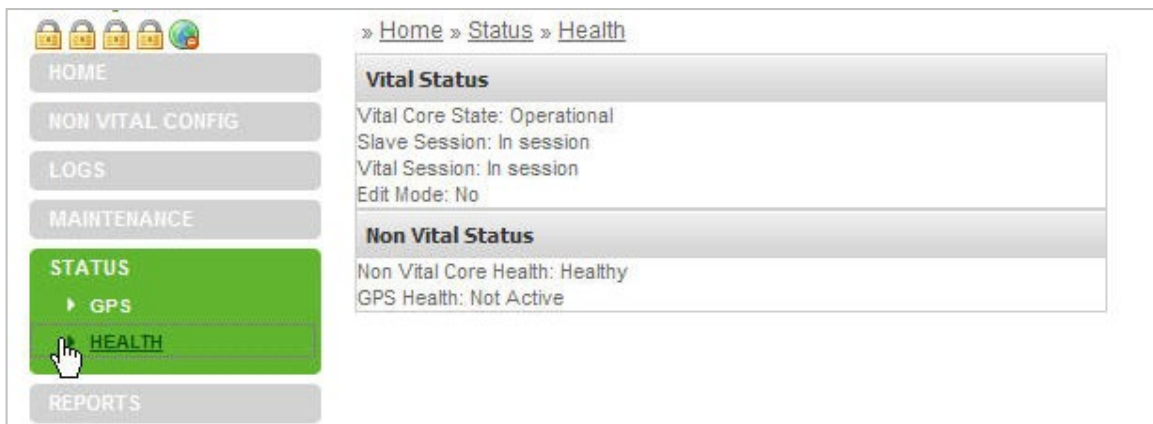 » Home » Status » Health
HOME
NON VITAL CONFIG
LOGS
MAINTENANCE
STATUS
GPS
HEALTH
REPORTS
Vital Status
Vital Core State: Operational
Slave Session: In session
Vital Session: In session
Edit Mode: No
Non Vital Status
Non Vital Core Health: Healthy
GPS Health: Not Active